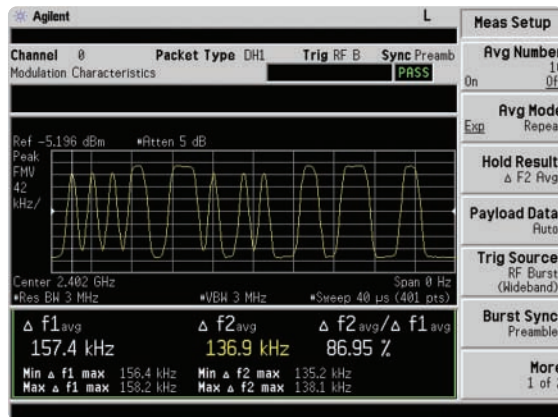 Agilent L Meas Setup
Channel 0 Packet Type DH1 Trig RF B Sync Preamb
Modulation Characteristics PASS
Avg Number
1
On Of
Avg Mode
Exp Repea
Ref -5.196 dBm *Atten 5 dB
Peak
FMV
42
kHz/
Hold Result
Δ F2 Avg
Payload Data
Auto
Trig Source
RF Burst
(Wideband)
Center 2.402 GHz Span 0 Hz
*Res BW 3 MHz *VBW 3 MHz *Sweep 40 µs (401 pts)
Burst Sync
Preamble
More
1 of
Δ f1avg Δ f2avg Δ f2avg/Δ f1avg
157.4 kHz 136.9 kHz 86.95 %
Min Δ f1 max 156.4 kHz Min Δ f2 max 135.2 kHz
Max Δ f1 max 158.2 kHz Max Δ f2 max 138.1 kHz